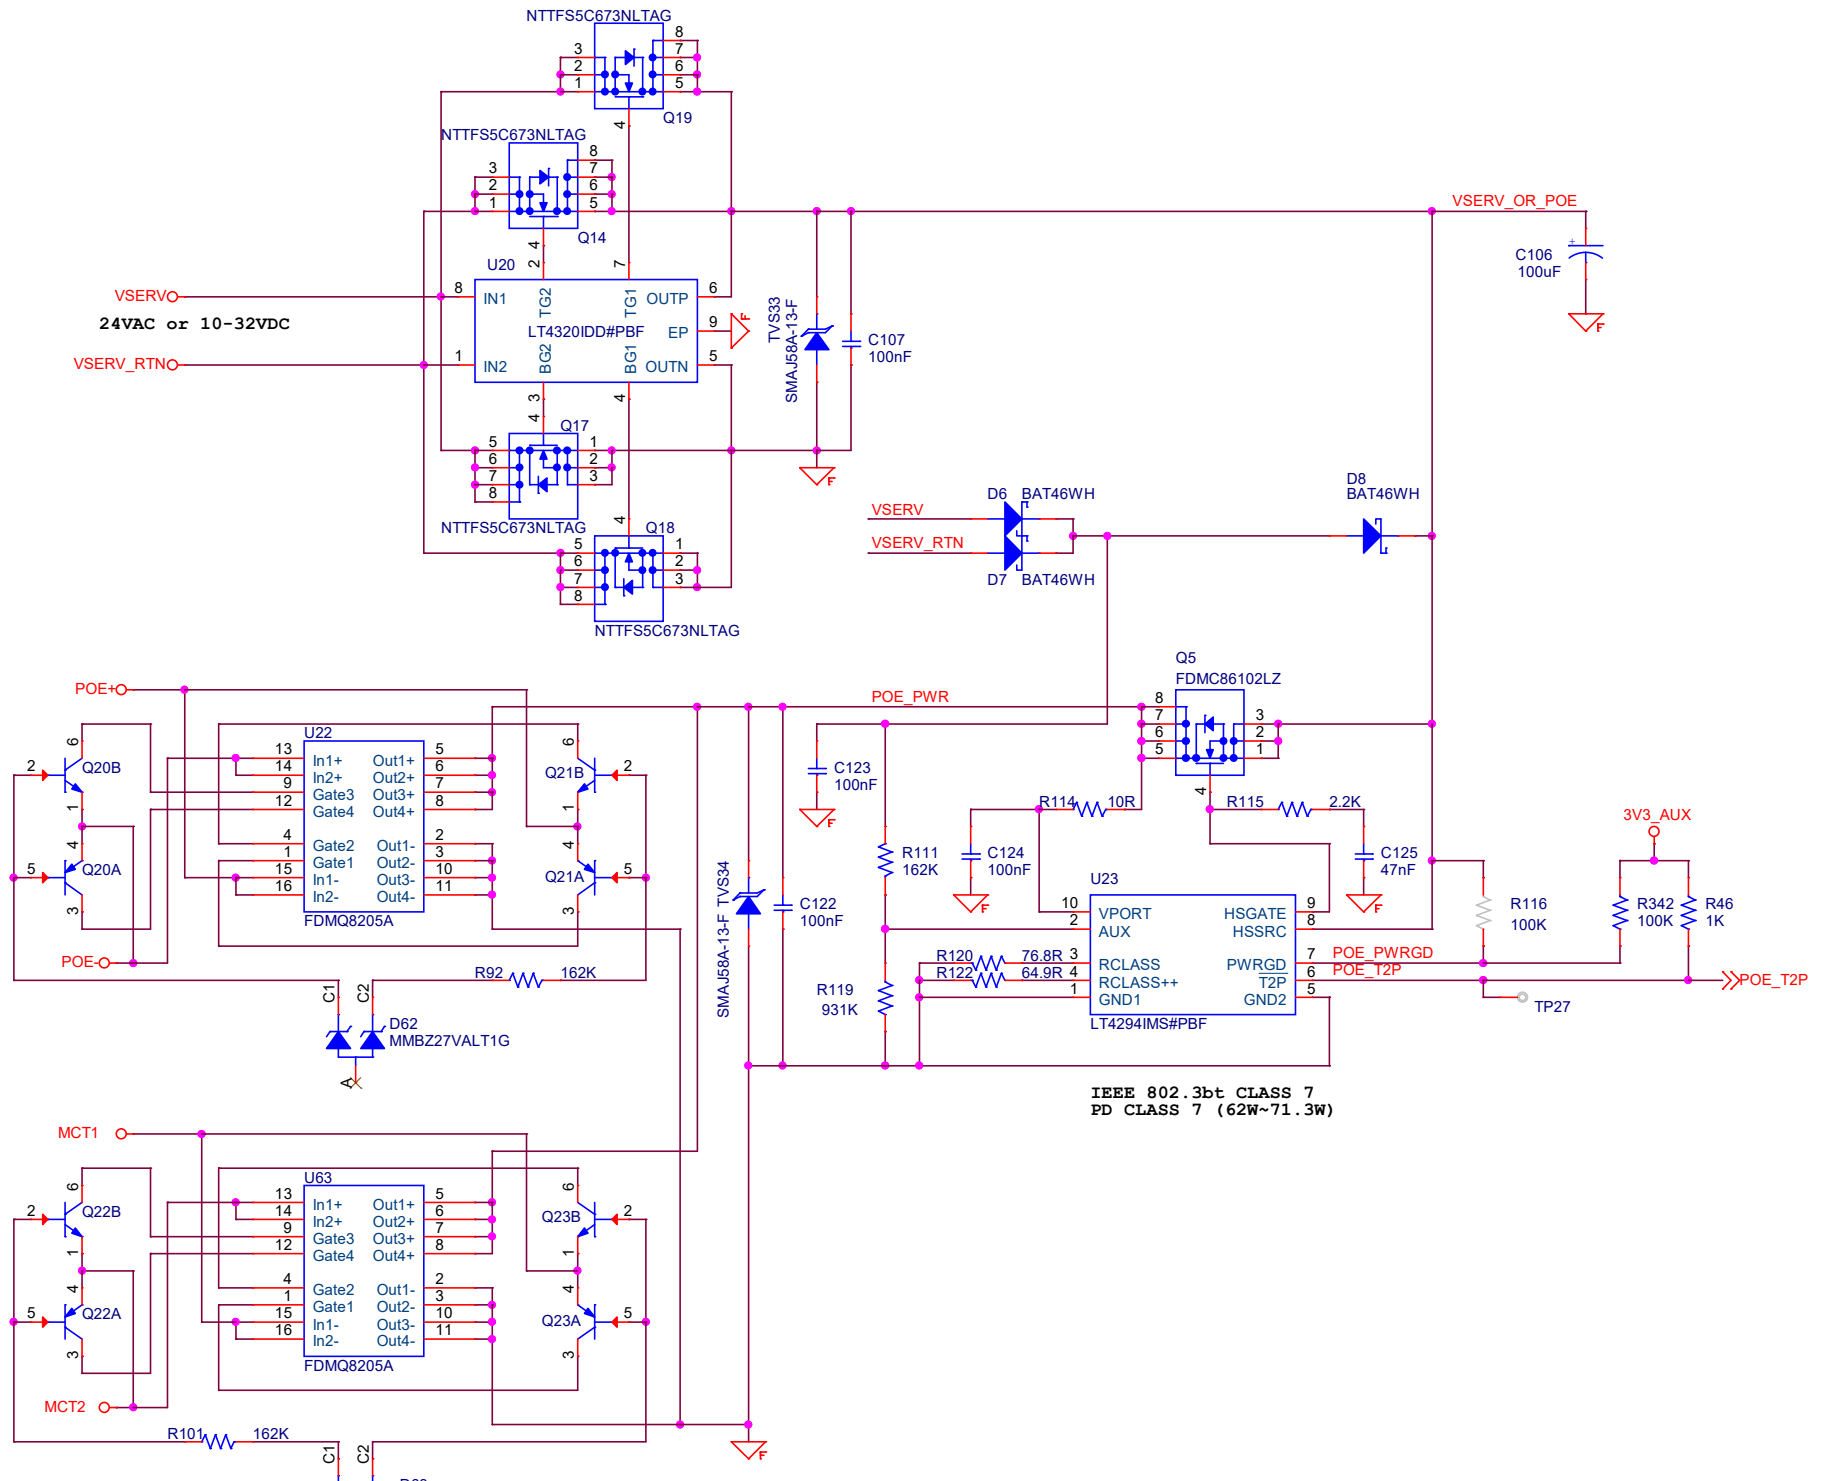 NTTFS5C673NLTAG
8
3 7
2 6
1 5
Q19
4
NTTFS5C673NLTAG
8
3 7
2 6
1 5
Q14
4
U20
2 7
VSERV
8 IN1 TG2 TG1 OUTP 6
24VAC or 10-32VDC
LT4320IDD#PBF
EP 9
F
VSERV_RTN
1 IN2 BG2 BG1 OUTN 5
3 4
4
TVS33
SMAJ58A-13-F
C107
100nF
F
VSERV_OR_POE
+
C106
100uF
F
Q17
5 1
6 2
7 3
8
NTTFS5C673NLTAG
4
Q18
5 1
6 2
7 3
8
NTTFS5C673NLTAG
VSERV
D6 BAT46WH
VSERV_RTN
D7 BAT46WH
D8
BAT46WH
POE+
POE_PWR
Q5
FDMC86102LZ
8
7 3
6 2
5 1
4
U22
13 In1+ Out1+ 5
14 In2+ Out2+ 6
9 Gate3 Out3+ 7
12 Gate4 Out4+ 8
4 Gate2 Out1- 2
1 Gate1 Out2- 3
15 In1- Out3- 10
16 In2- Out4- 11
FDMQ8205A
6
2 Q20B
1
4
5 Q20A
3
6
Q21B 2
1
4
Q21A 5
3
POE-
R92 162K
C1 C2
D62
MMBZ27VALT1G
A
C123
100nF
F
R111
162K
R119
931K
SMAJ58A-13-F TVS34
C122
100nF
R114 10R
C124
100nF
F
R115 2.2K
C125
47nF
F
U23
10 VPORT HSGATE 9
2 AUX HSSRC 8
R120 76.8R 3 RCLASS PWRGD 7 POE_PWRGD
R122 64.9R 4 RCLASS++ T2P 6 POE_T2P
1 GND1 GND2 5
LT4294IMS#PBF
3V3_AUX
R116
100K
R342
100K
R46
1K
POE_T2P
TP27
IEEE 802.3bt CLASS 7
PD CLASS 7 (62W~71.3W)
MCT1
U63
13 In1+ Out1+ 5
14 In2+ Out2+ 6
9 Gate3 Out3+ 7
12 Gate4 Out4+ 8
4 Gate2 Out1- 2
1 Gate1 Out2- 3
15 In1- Out3- 10
16 In2- Out4- 11
FDMQ8205A
6
2 Q22B
1
4
5 Q22A
3
6
Q23B 2
1
4
Q23A 5
3
MCT2
R101 162K
C1 C2
F